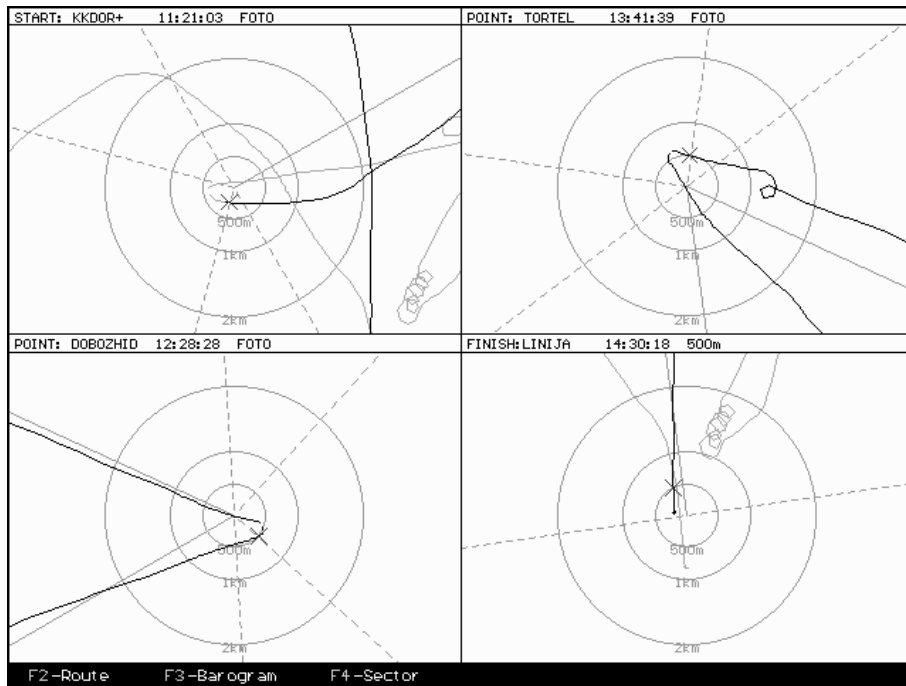 START: KKDOR+ 11:21:03 FOTO
500m
1km
2km
POINT: TORTEL 13:41:39 FOTO
500m
1km
2km
POINT: DOBOZHID 12:28:28 FOTO
500m
1km
2km
FINISH:LINIJA 14:30:18 500m
500m
1km
2km
F2-Route F3-Barogram F4-Sector